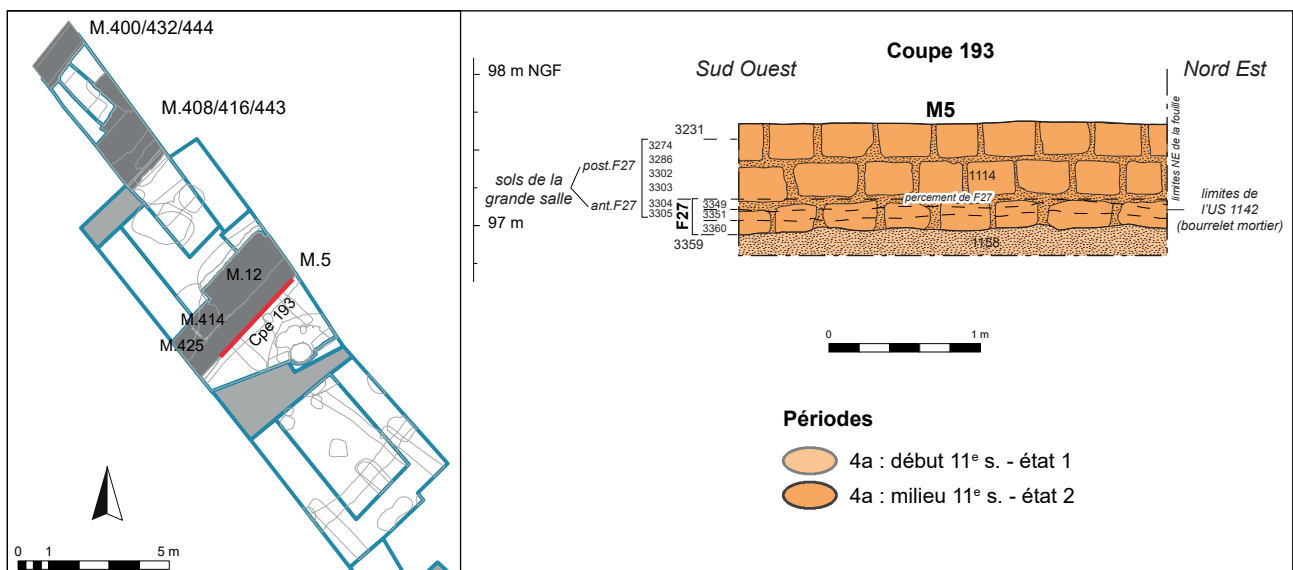 M.400/432/444
M.408/416/443
M.5
M.12
M.414
M.425
Cpe 193
0 1 5 m
98 m NGF
97 m
Coupe 193
Sud Ouest
Nord Est
M5
3231
3274
3286
3302
3303
3304
3305
post.F27
ant.F27
sols de la
grande salle
F27
3349
3351
3360
3359
1114
percement de F27
1158
limites NE de la fouille
limites de
l'US 1142
(bourrelet mortier)
0 1 m
Périodes
4a : début 11e s. - état 1
4a : milieu 11e s. - état 2